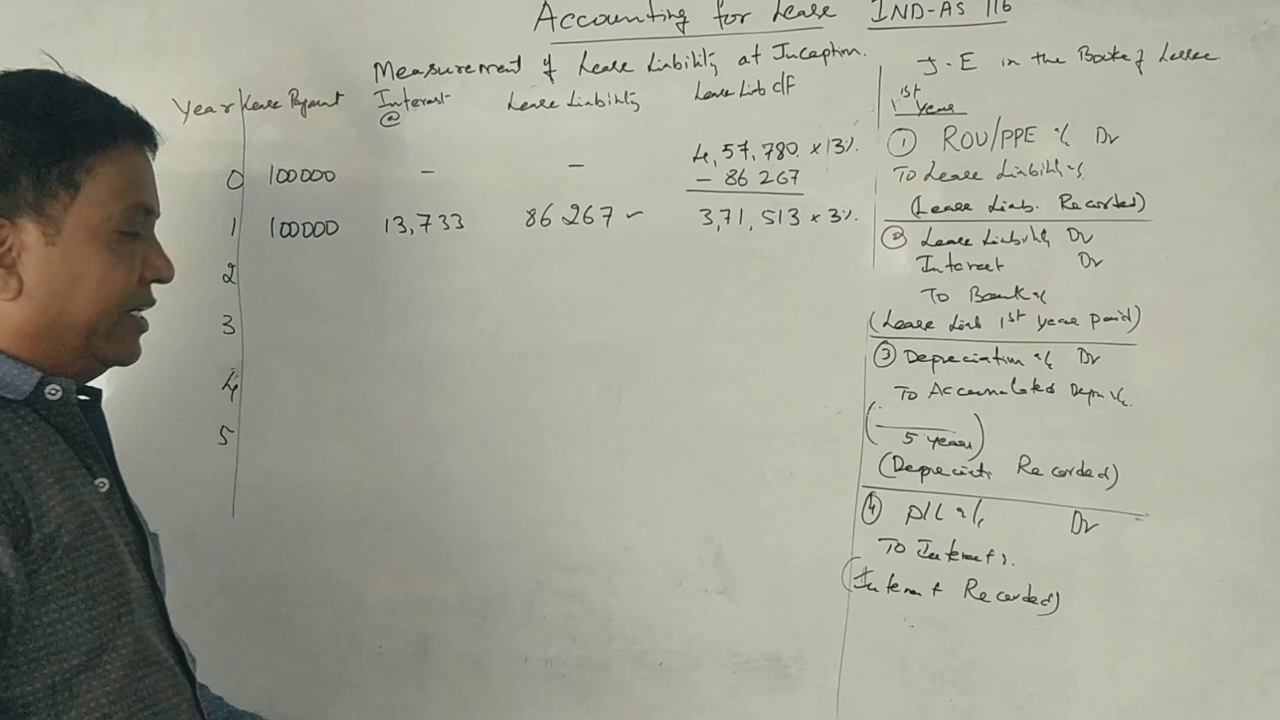 Accounting for Lease IND-AS 116
Measurement of Lease Liability at Inception.
Year Lease Payment Interest @ Lease Liability Lease Liab c/f
0 100000 - - 4,57,780 x 3%.
- 86 267
1 100000 13,733 86 267 3,71,513 x 3%.
2
3
4
5
J.E in the Books of Lessee
1st year
① ROU/PPE a/c Dr
To Lease Liability a/c
(Lease Liab. Recorded)
② Lease Liability Dr
Interest Dr
To Bank a/c
(Lease Liab 1st year paid)
③ Depreciation a/c Dr
To Accumulated Depn a/c.
5 years
(Depreciate Recorded)
④ P/L a/c Dr
To Interest
(Interest Recorded)